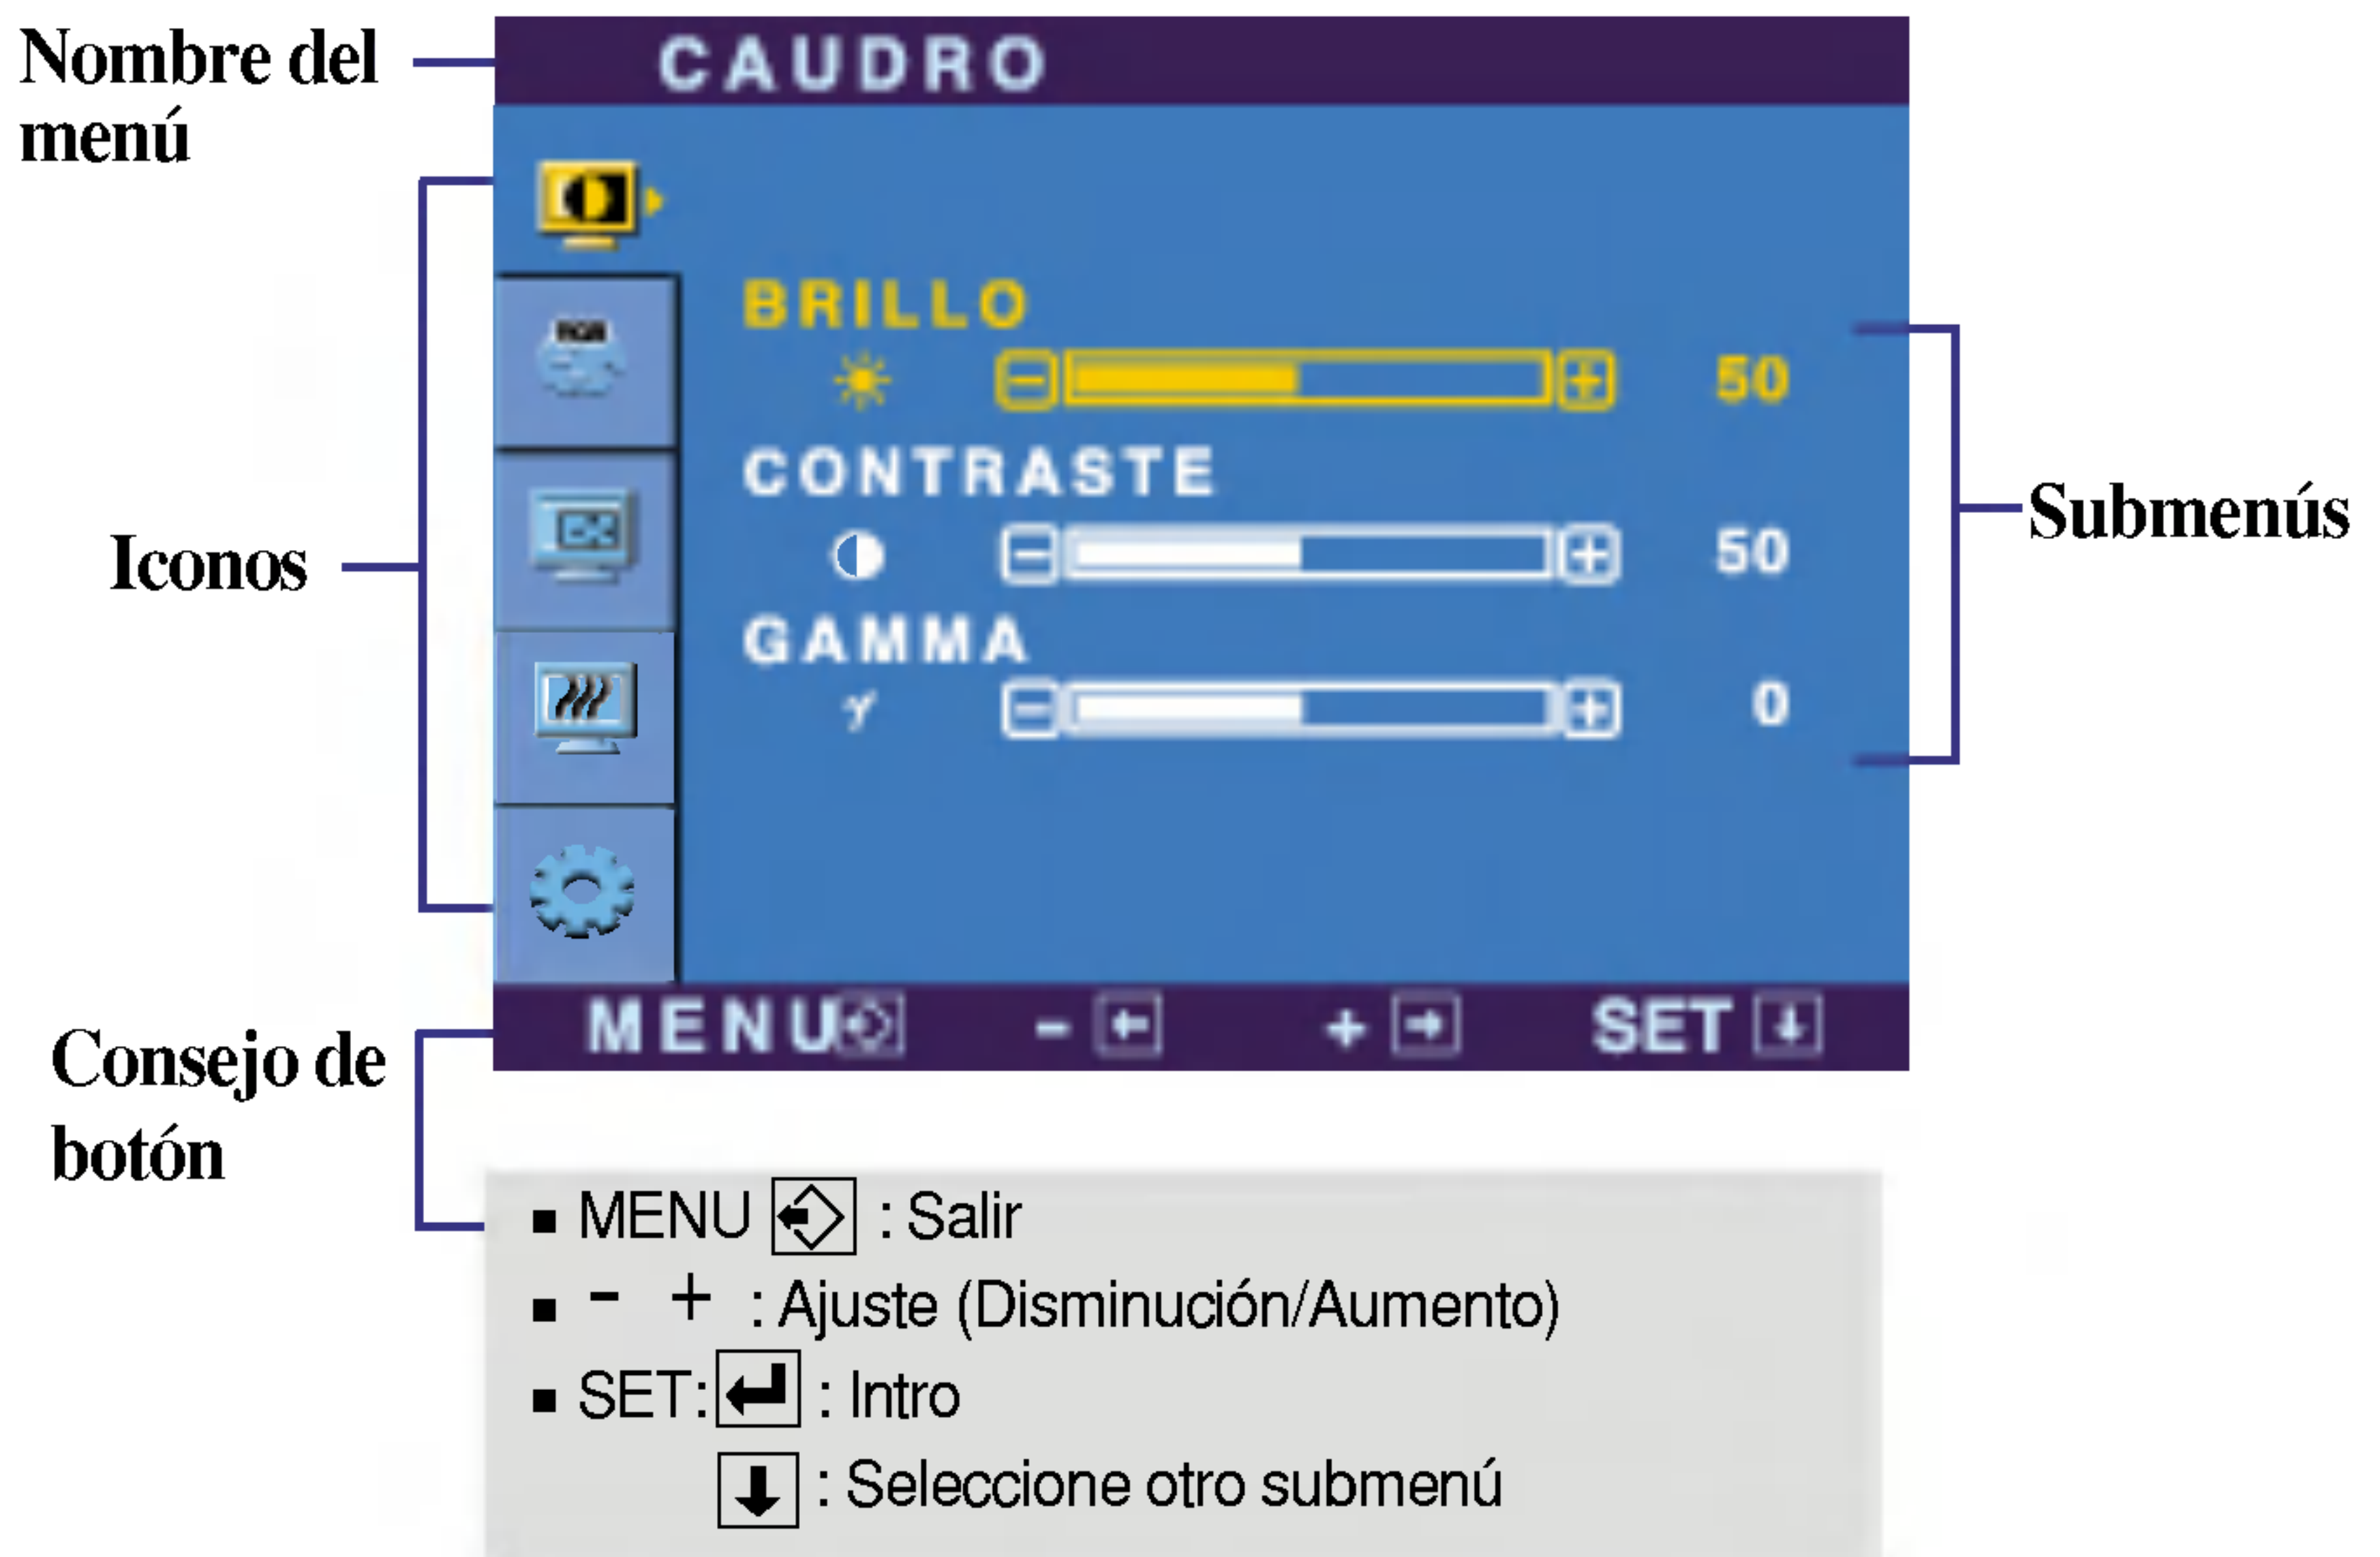 Nombre del
menú
CAUDRO
BRILLO
50
CONTRASTE
50
GAMMA
γ
0
Iconos
Submenús
MENU - + SET
Consejo de
botón
■ MENU : Salir
■ - + : Ajuste (Disminución/Aumento)
■ SET: : Intro
: Seleccione otro submenú